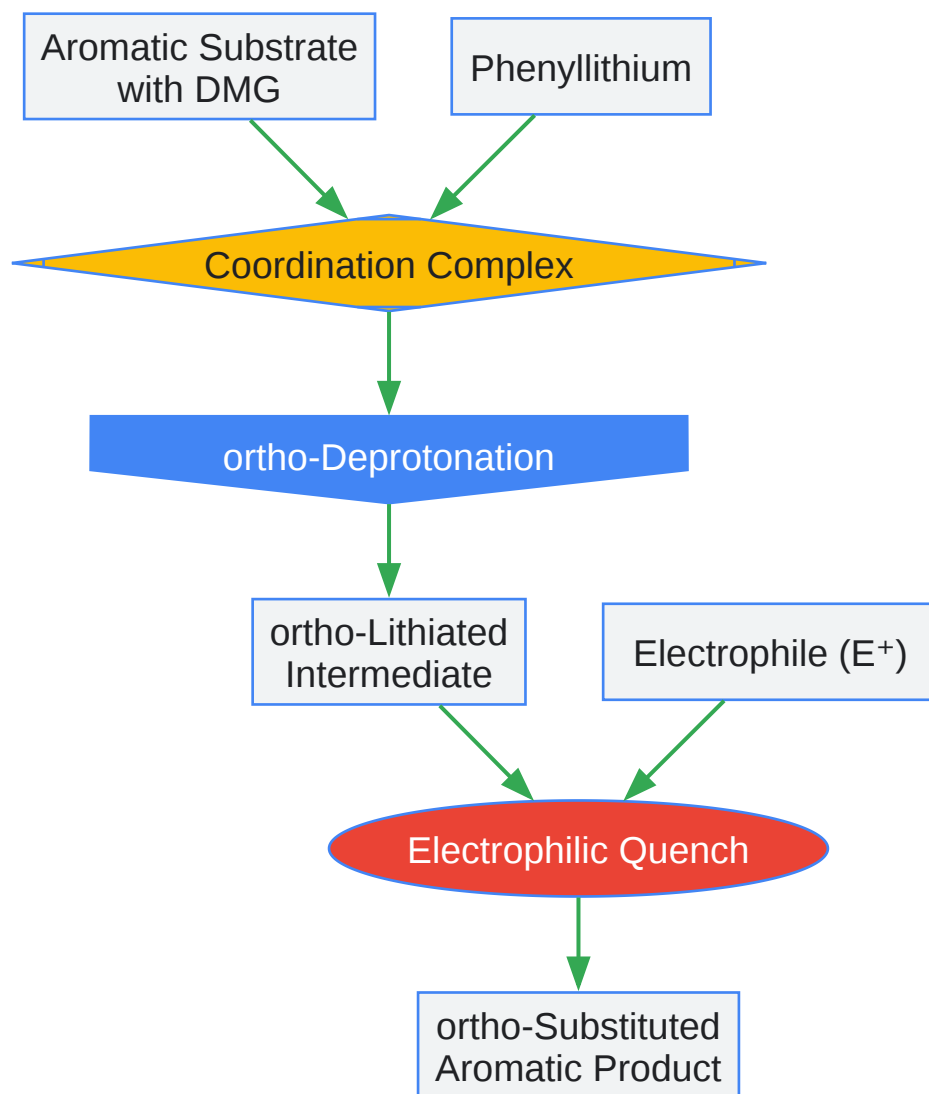 Aromatic Substrate
with DMG
Phenyllithium
Coordination Complex
ortho-Deprotonation
ortho-Lithiated
Intermediate
Electrophile (E⁺)
Electrophilic Quench
ortho-Substituted
Aromatic Product